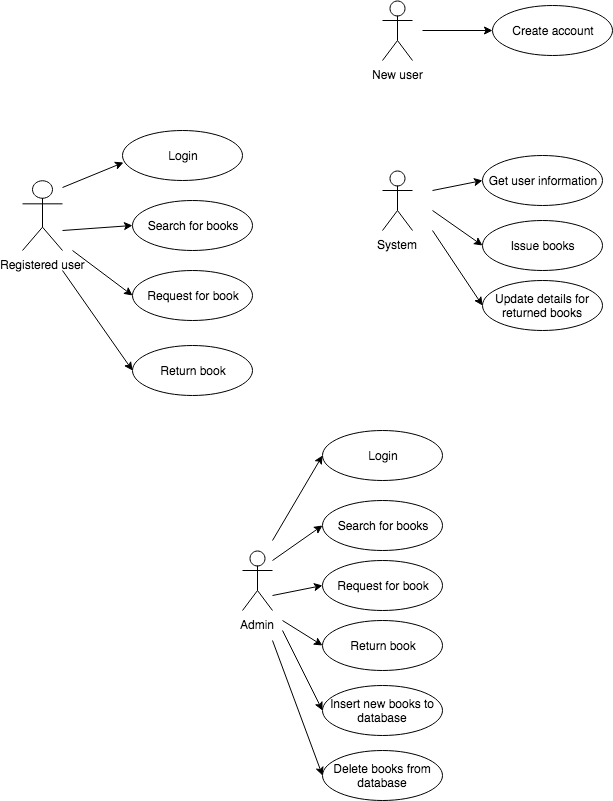 Create account
New user
Login
Search for books
Registered user
Request for book
Return book
Get user information
System
Issue books
Update details for
returned books
Login
Search for books
Request for book
Admin
Return book
Insert new books to
database
Delete books from
database